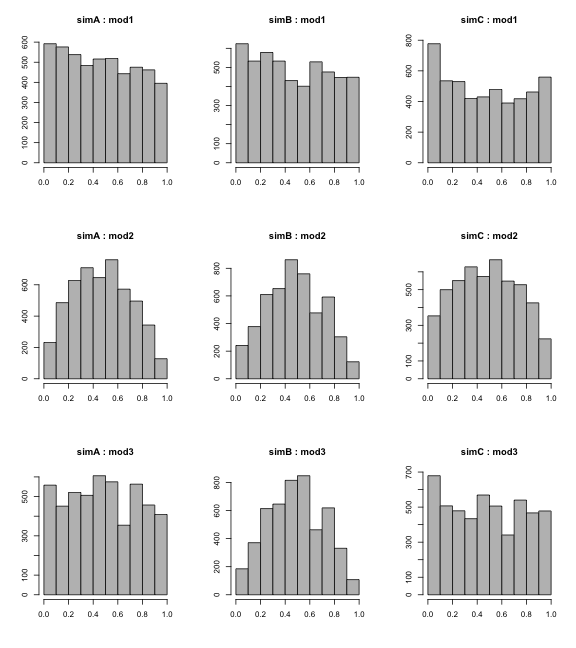 simA : mod1 simB : mod1 simC : mod1
0 100 200 300 400 500 600 0 100 300 500 0 200 400 600 800
0.0 0.2 0.4 0.6 0.8 1.0 0.0 0.2 0.4 0.6 0.8 1.0 0.0 0.2 0.4 0.6 0.8 1.0
simA : mod2 simB : mod2 simC : mod2
0 200 400 600 0 200 400 600 800 0 100 300 500
0.0 0.2 0.4 0.6 0.8 1.0 0.0 0.2 0.4 0.6 0.8 1.0 0.0 0.2 0.4 0.6 0.8 1.0
simA : mod3 simB : mod3 simC : mod3
0 100 300 500 0 200 400 600 800 0 100 300 500 700
0.0 0.2 0.4 0.6 0.8 1.0 0.0 0.2 0.4 0.6 0.8 1.0 0.0 0.2 0.4 0.6 0.8 1.0